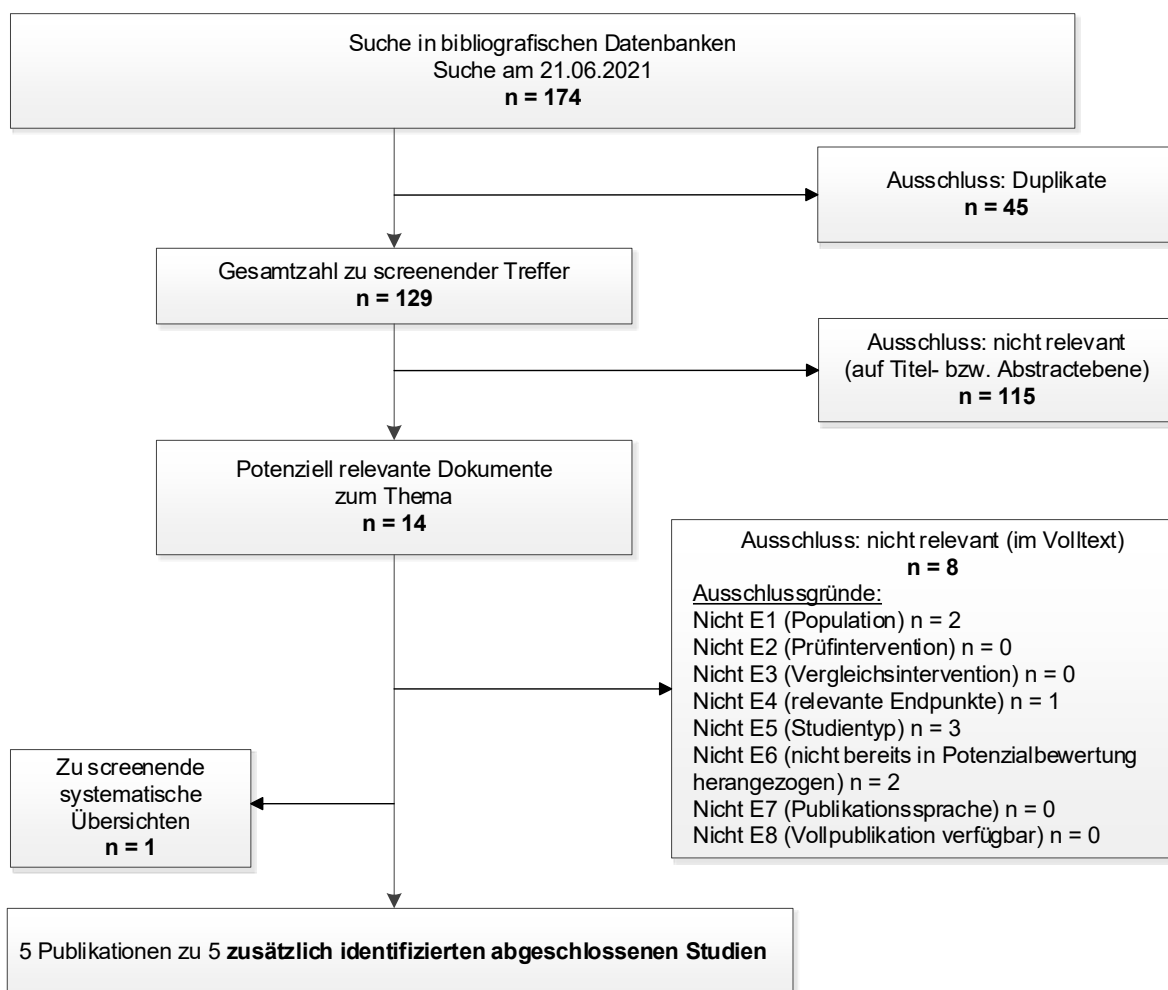 Suche in bibliografischen Datenbanken
Suche am 21.06.2021
n = 174
Ausschluss: Duplikate
n = 45
Gesamtzahl zu screenender Treffer
n = 129
Ausschluss: nicht relevant
(auf Titel- bzw. Abstractebene)
n = 115
Potenziell relevante Dokumente
zum Thema
n = 14
Ausschluss: nicht relevant (im Volltext)
n = 8
Ausschlussgründe:
Nicht E1 (Population) n = 2
Nicht E2 (Prüfintervention) n = 0
Nicht E3 (Vergleichsintervention) n = 0
Nicht E4 (relevante Endpunkte) n = 1
Nicht E5 (Studientyp) n = 3
Nicht E6 (nicht bereits in Potenzialbewertung
herangezogen) n = 2
Nicht E7 (Publikationssprache) n = 0
Nicht E8 (Vollpublikation verfügbar) n = 0
Zu screenende
systematische
Übersichten
n = 1
5 Publikationen zu 5 zusätzlich identifizierten abgeschlossenen Studien